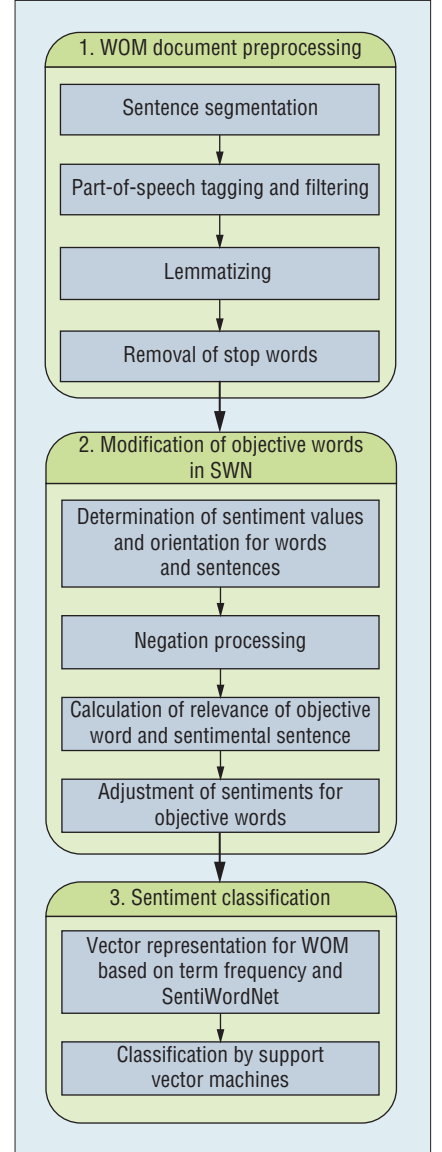 1. WOM document preprocessing
Sentence segmentation
Part-of-speech tagging and filtering
Lemmatizing
Removal of stop words
2. Modification of objective words
in SWN
Determination of sentiment values
and orientation for words
and sentences
Negation processing
Calculation of relevance of objective
word and sentimental sentence
Adjustment of sentiments for
objective words
3. Sentiment classification
Vector representation for WOM
based on term frequency and
SentiWordNet
Classification by support
vector machines